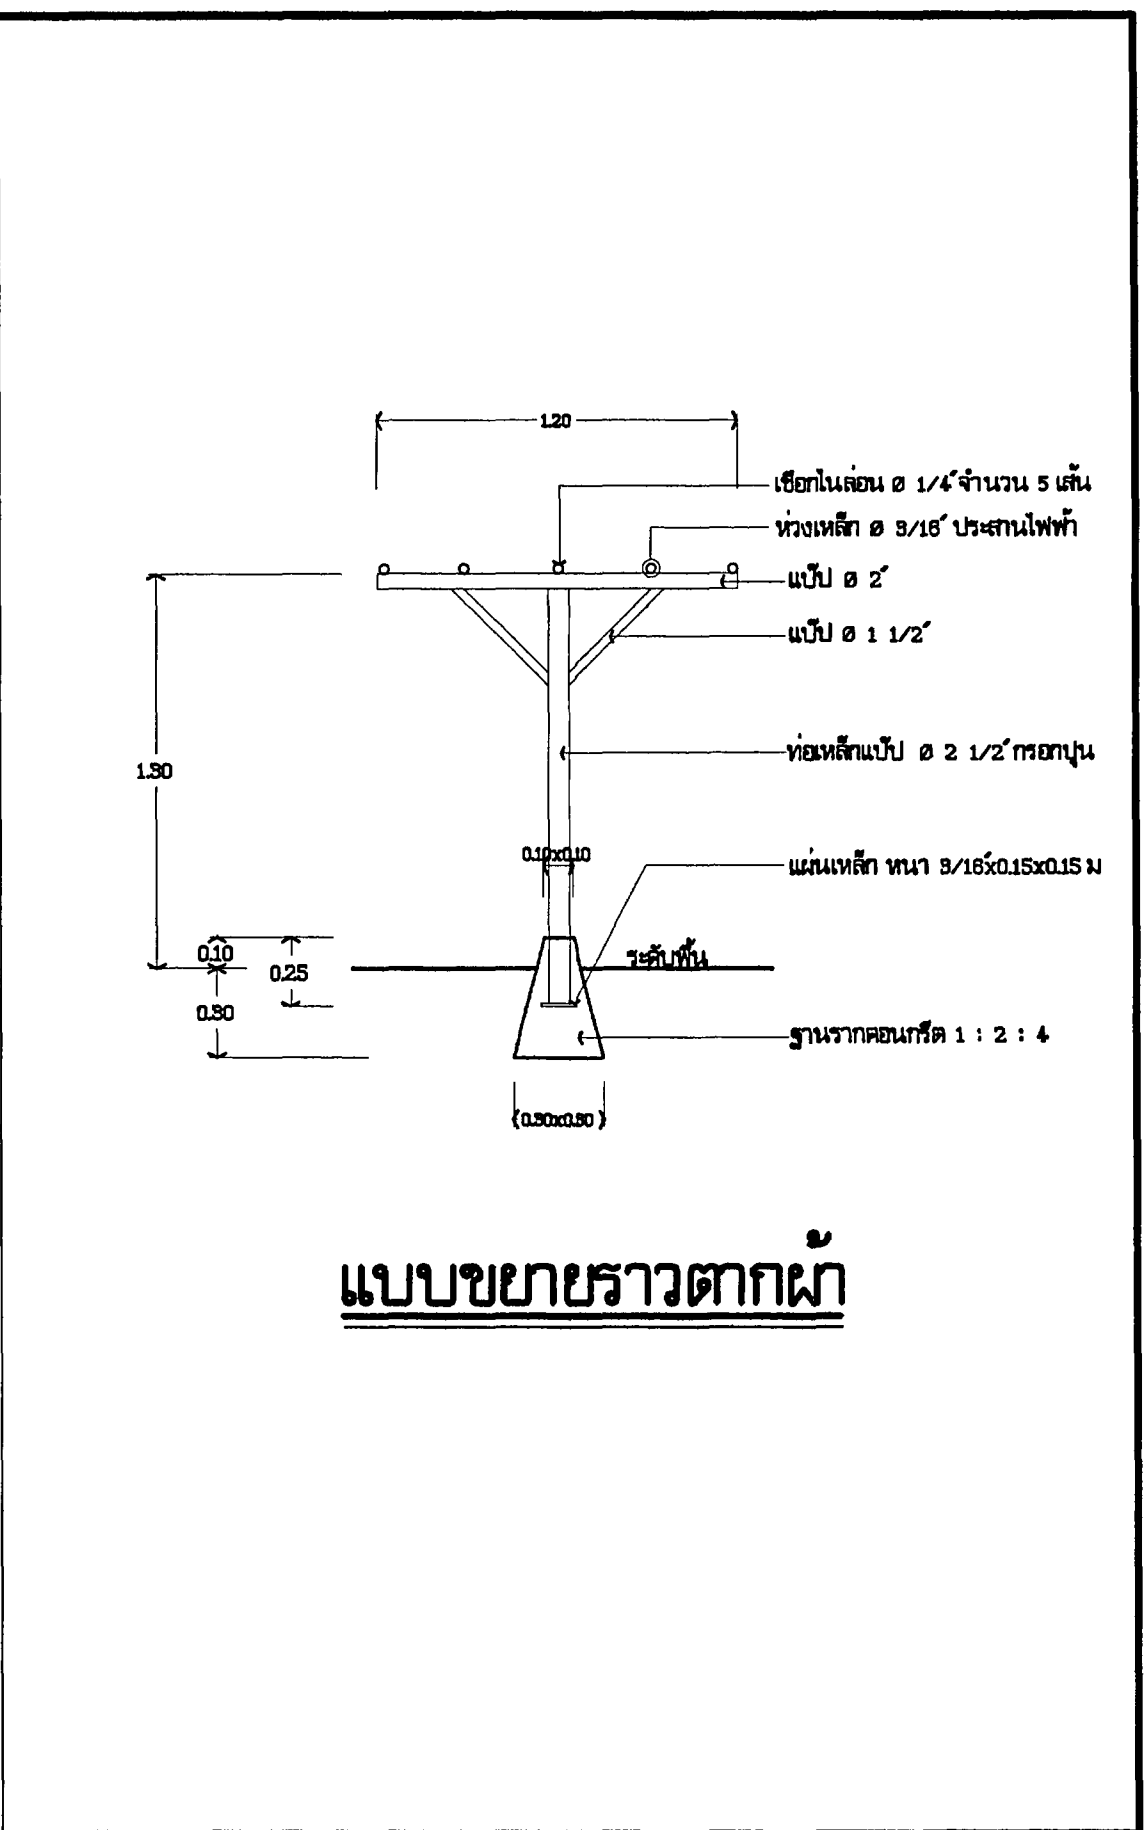 1.20
เชือกไนล่อน ø 1/4" จำนวน 5 เส้น
ห่วงเหล็ก ø 3/16" ประสานไฟฟ้า
แป๊ป ø 2"
แป๊ป ø 1 1/2"
ท่อเหล็กแป๊ป ø 2 1/2" กรอกปูน
1.30
0.10x0.10
แผ่นเหล็ก หนา 3/16"x0.15x0.15 ม
ระดับพื้น
0.10
0.25
0.30
ฐานรากคอนกรีต 1 : 2 : 4
(0.30x0.30)
แบบขยายราวตากผ้า